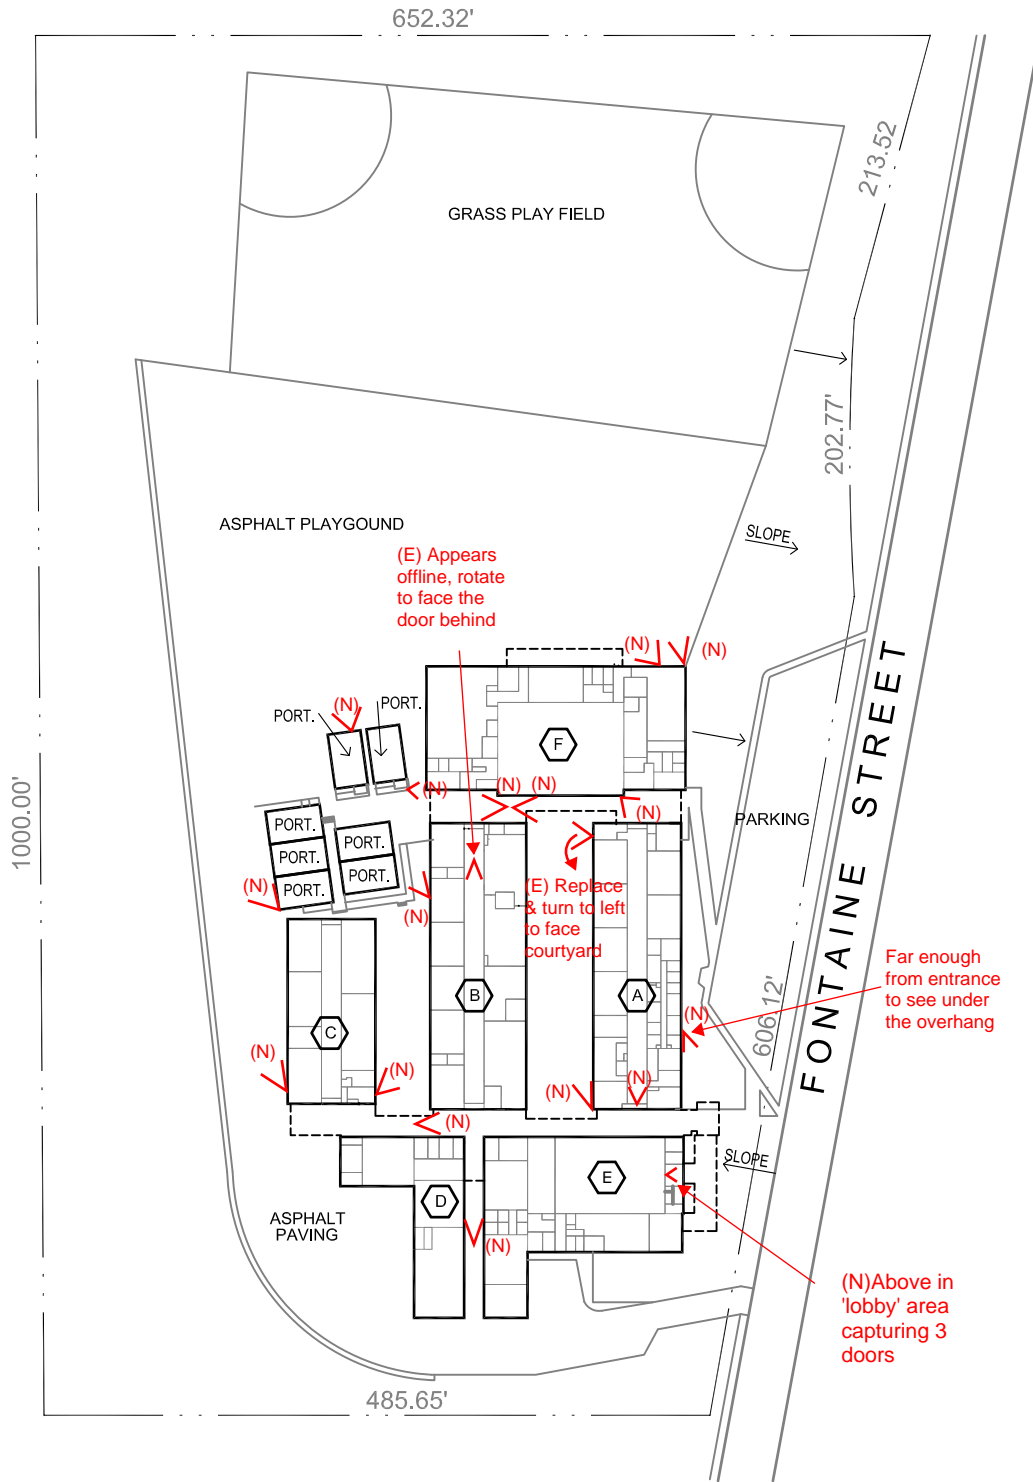 652.32'
213.52
GRASS PLAY FIELD
202.77'
ASPHALT PLAYGOUND
SLOPE
(E) Appears
offline, rotate
to face the
door behind
(N)
(N)
FONTAINE STREET
(N)
PORT.
PORT.
F
(N)
(N)
(N)
(N)
1000.00'
PARKING
PORT.
PORT.
PORT.
PORT.
PORT.
(N)
(N)
(E) Replace
& turn to left
to face
courtyard
Far enough
from entrance
to see under
the overhang
B
A
C
(N)
606.12'
(N)
(N)
(N)
(N)
(N)
SLOPE
E
D
ASPHALT
PAVING
(N)
(N)Above in
'lobby' area
capturing 3
doors
485.65'